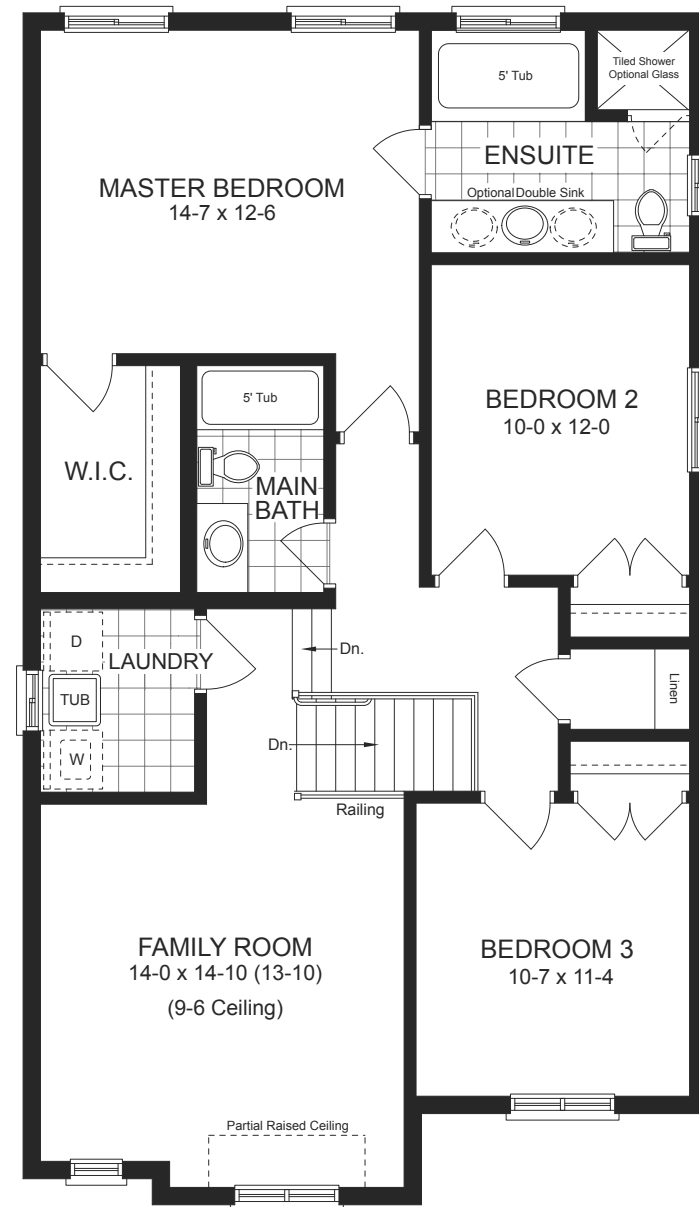 5' Tub
Tiled Shower
Optional Glass
ENSUITE
Optional Double Sink
MASTER BEDROOM
14-7 x 12-6
BEDROOM 2
10-0 x 12-0
5' Tub
W.I.C.
MAIN
BATH
D
LAUNDRY
TUB
W
Dn.
Dn.
Linen
Railing
FAMILY ROOM
14-0 x 14-10 (13-10)
(9-6 Ceiling)
BEDROOM 3
10-7 x 11-4
Partial Raised Ceiling